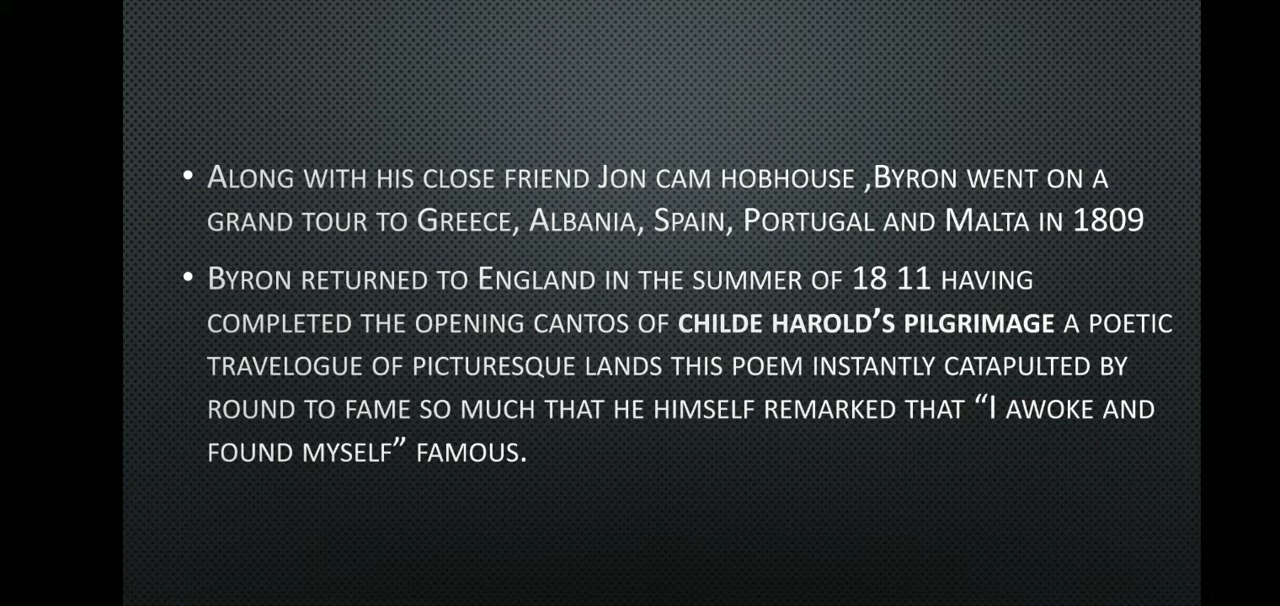 • Along with his close friend Jon cam hobhouse ,Byron went on a
grand tour to Greece, Albania, Spain, Portugal and Malta in 1809
• Byron returned to England in the summer of 18 11 having
completed the opening cantos of childe harold's pilgrimage a poetic
travelogue of picturesque lands this poem instantly catapulted by
round to fame so much that he himself remarked that “I awoke and
found myself” famous.